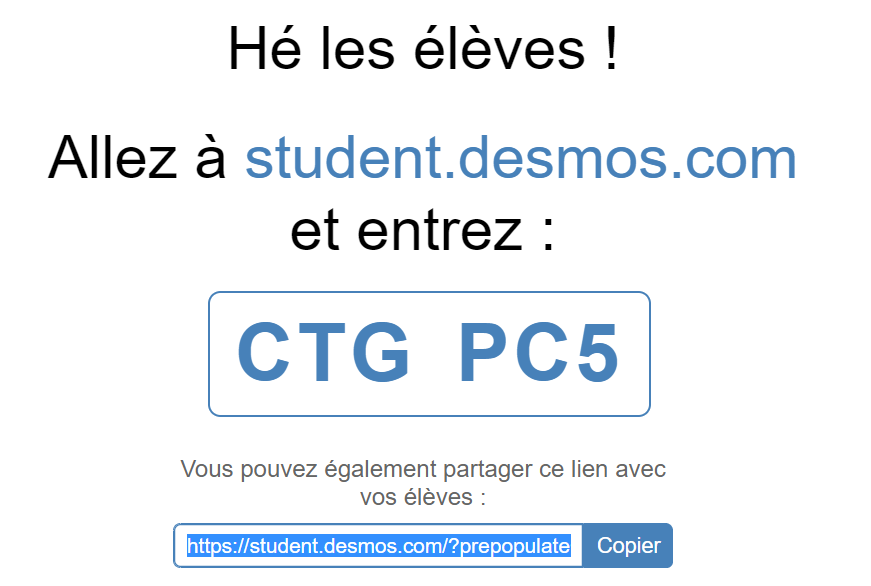 Hé les élèves !
Allez à student.desmos.com
et entrez :
CTG PC5
Vous pouvez également partager ce lien avec
vos élèves :
https://student.desmos.com/?prepopulate Copier